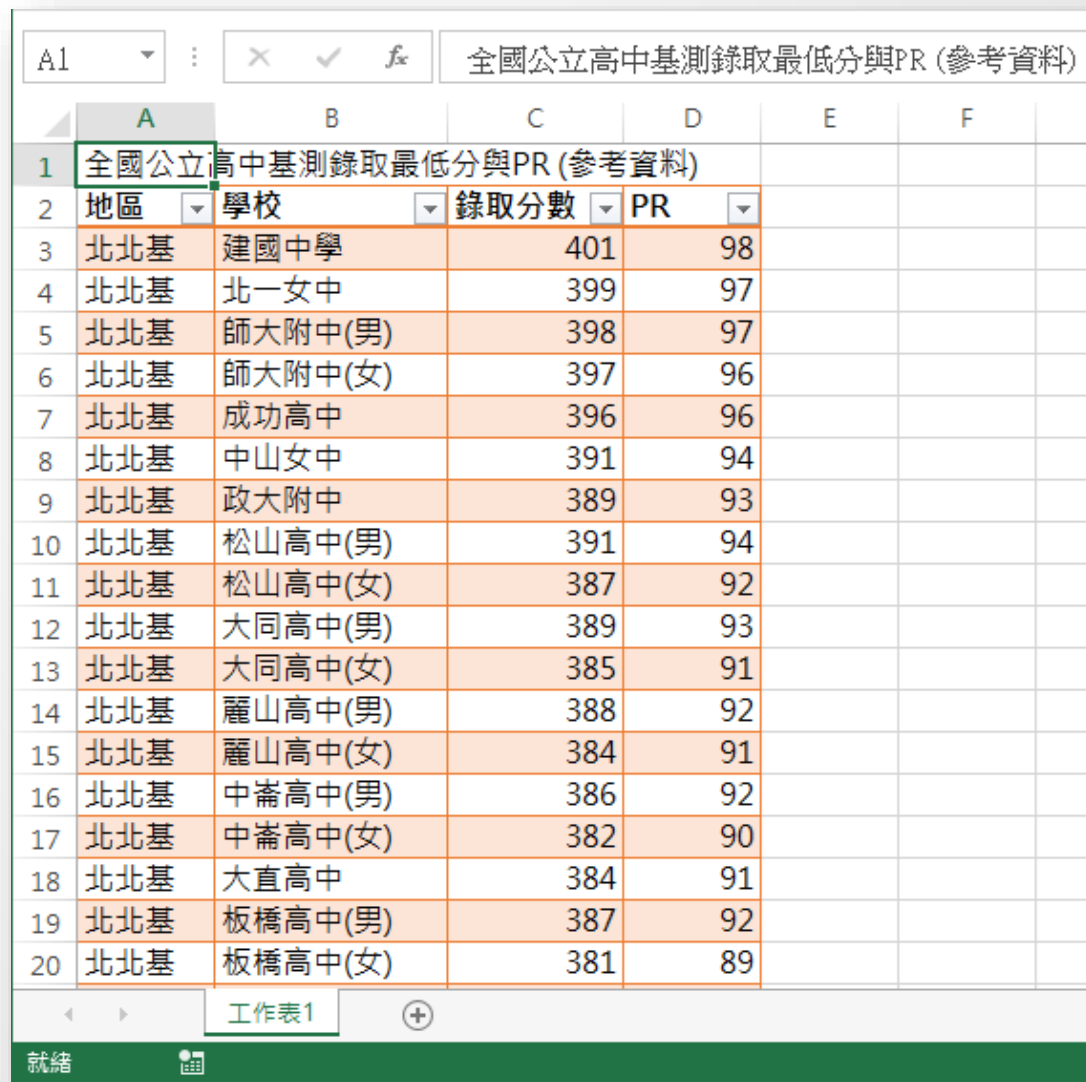 A1 fx 全國公立高中基測錄取最低分與PR (參考資料)
A B C D E F
1 全國公立高中基測錄取最低分與PR (參考資料)
2 地區 學校 錄取分數 PR
3 北北基 建國中學 401 98
4 北北基 北一女中 399 97
5 北北基 師大附中(男) 398 97
6 北北基 師大附中(女) 397 96
7 北北基 成功高中 396 96
8 北北基 中山女中 391 94
9 北北基 政大附中 389 93
10 北北基 松山高中(男) 391 94
11 北北基 松山高中(女) 387 92
12 北北基 大同高中(男) 389 93
13 北北基 大同高中(女) 385 91
14 北北基 麗山高中(男) 388 92
15 北北基 麗山高中(女) 384 91
16 北北基 中崙高中(男) 386 92
17 北北基 中崙高中(女) 382 90
18 北北基 大直高中 384 91
19 北北基 板橋高中(男) 387 92
20 北北基 板橋高中(女) 381 89
工作表1
就緒